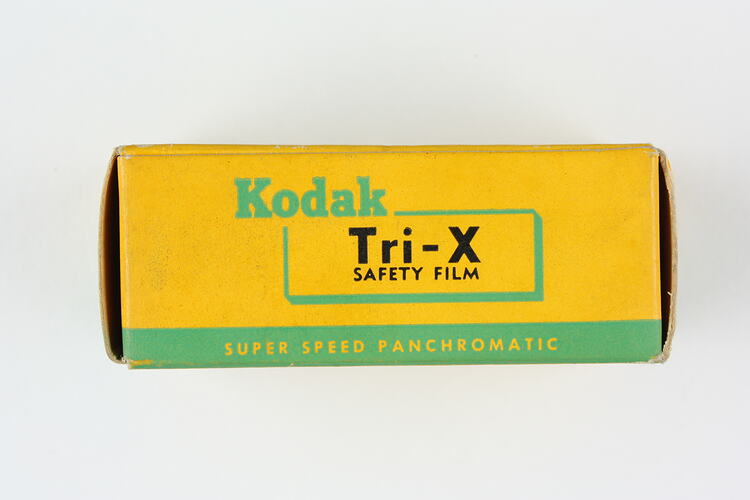 Kodak
Tri-X
SAFETY FILM
SUPER SPEED PANCHROMATIC